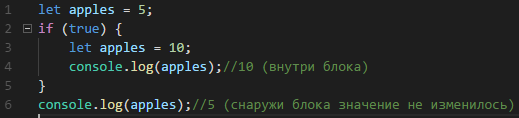 1 let apples = 5;
2 if (true) {
3 let apples = 10;
4 console.log(apples);//10 (внутри блока)
5 }
6 console.log(apples);//5 (снаружи блока значение не изменилось)